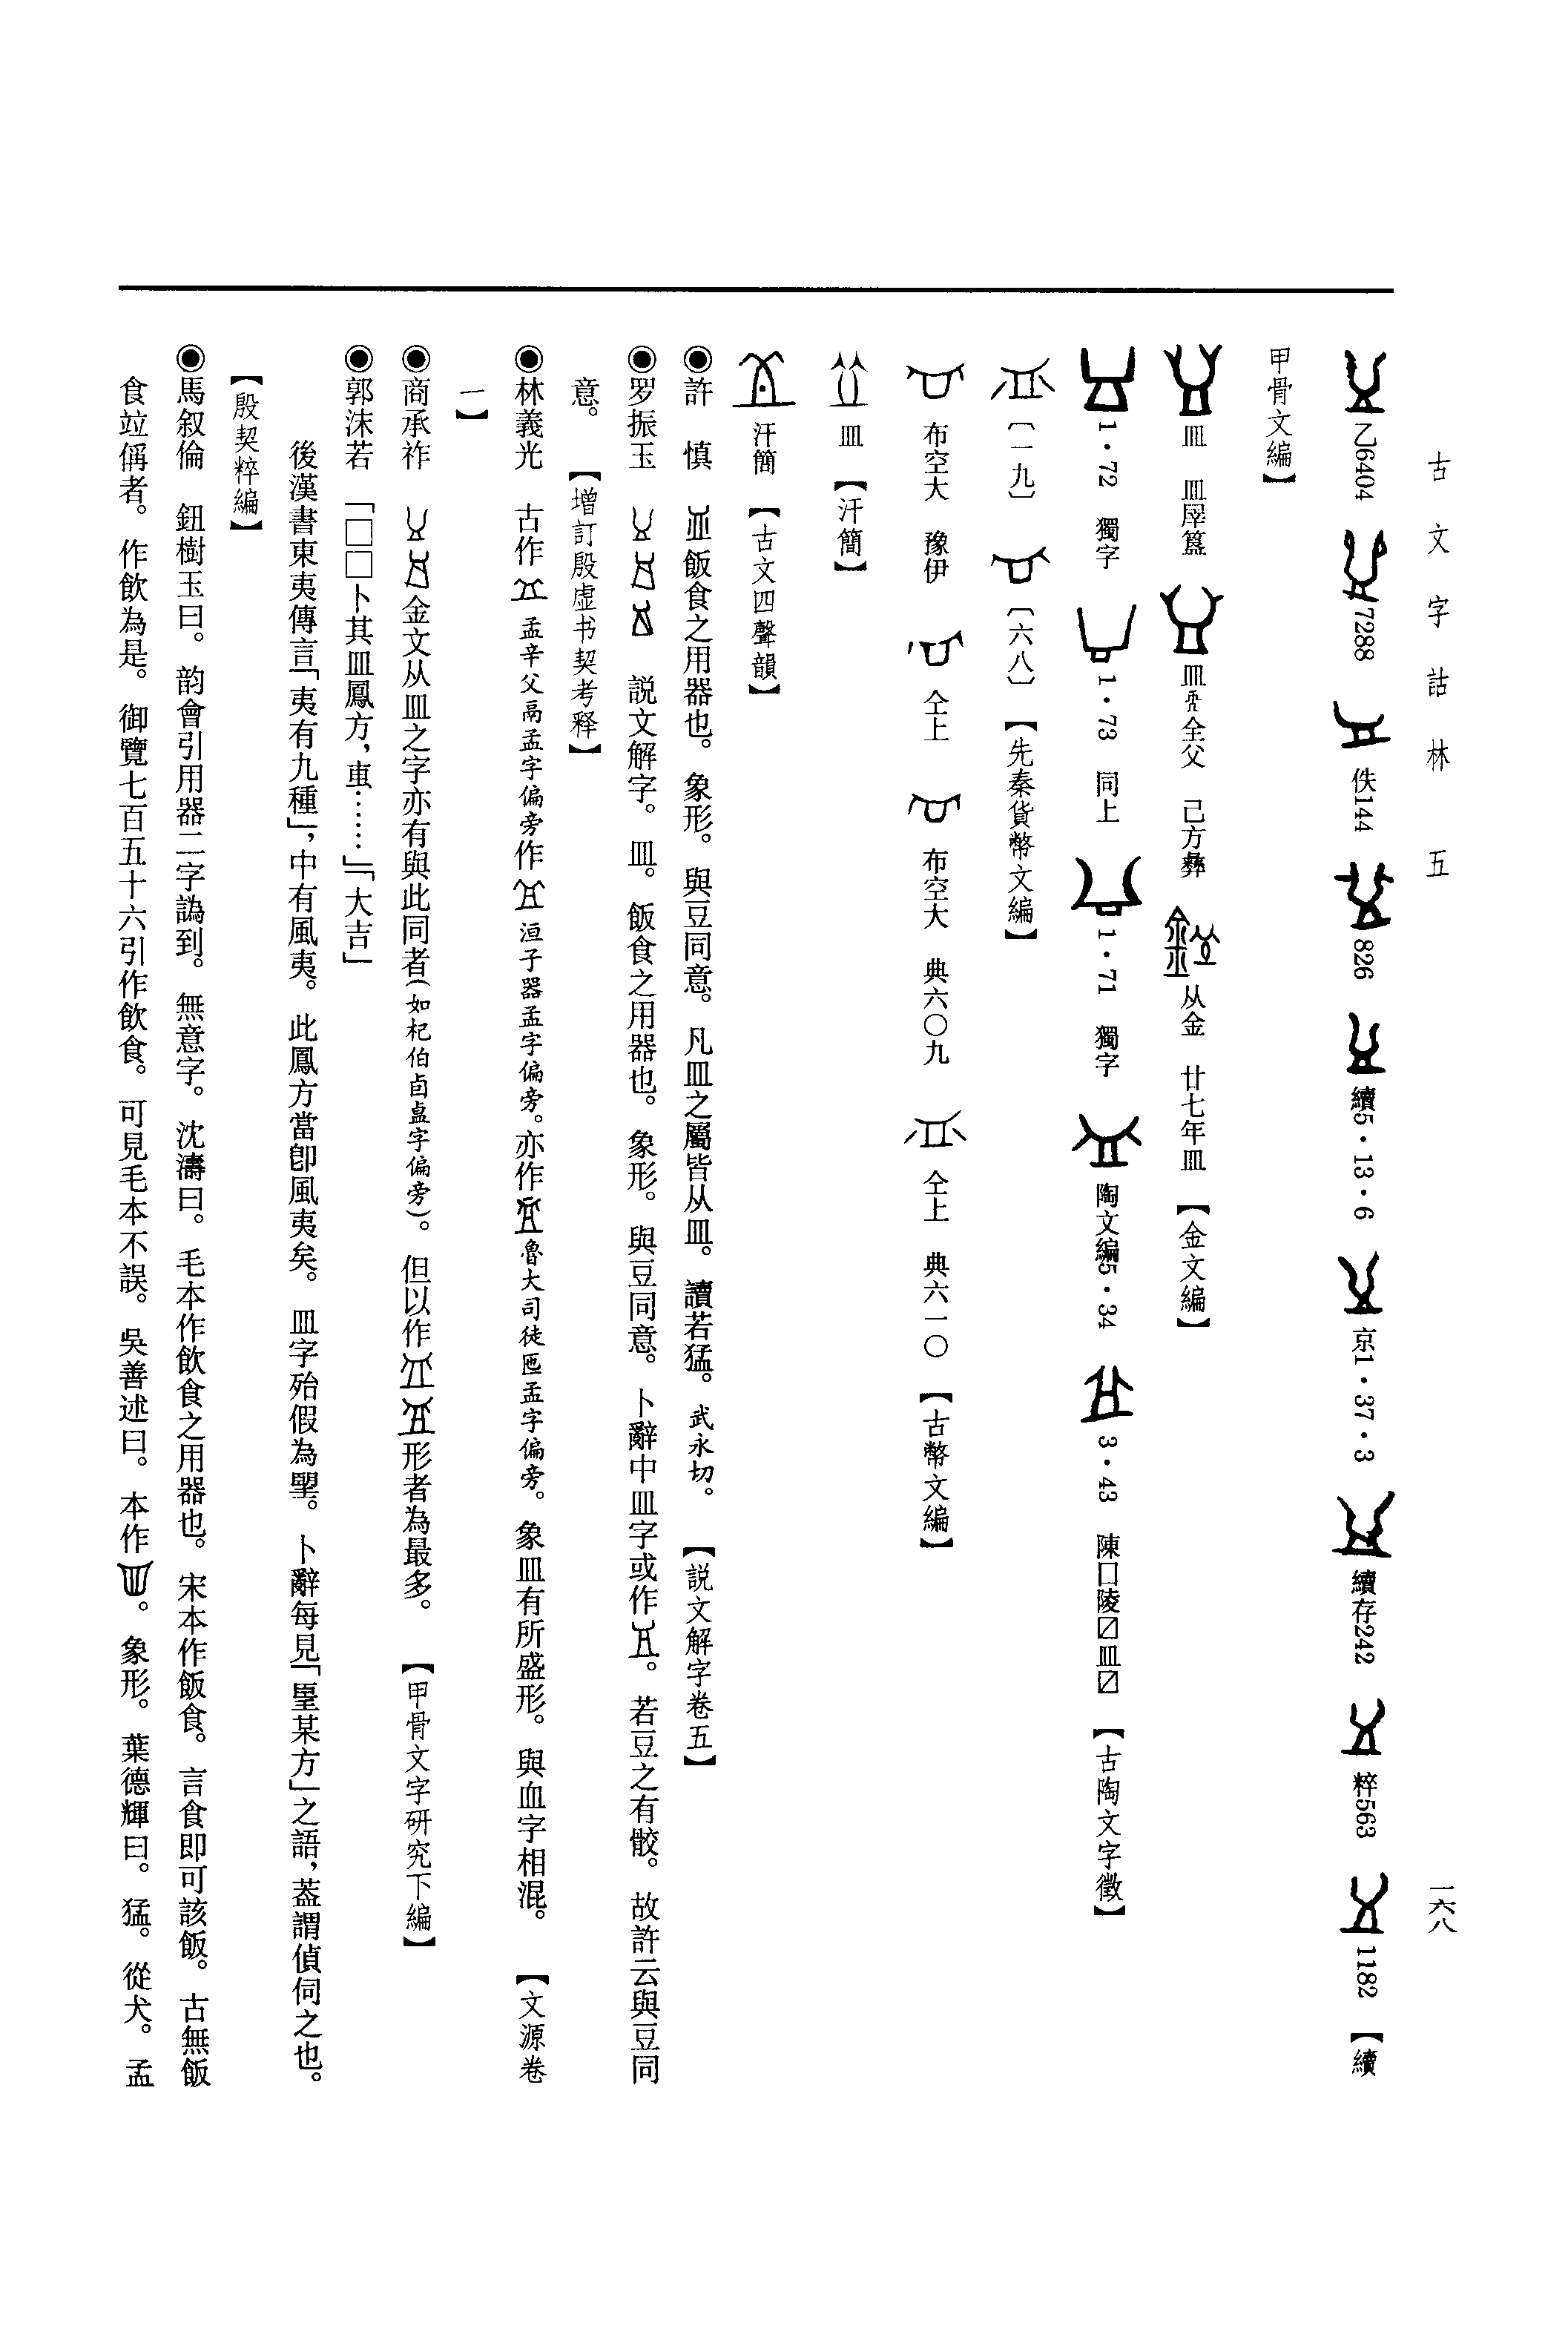 古文字詁林 五
一六八
乙6404 7288 佚144 826 續5·13·6 京1·37·3 續存242 粹563 1182 【續
甲骨文編】
皿 皿屖簋 皿全父 己方彝 从金 廿七年皿 【金文編】
1·72 獨字 1·73 同上 1·71 獨字 陶文編5·34 3·43 陳□陵〼皿〼 【古陶文字徵】
〔一九〕 〔六八〕 【先秦貨幣文編】
布空大 豫伊 仝上 布空大 典六〇九 仝上 典六一〇 【古幣文編】
皿 【汗簡】
汗簡 【古文四聲韻】
◉許 慎 飯食之用器也。象形。與豆同意。凡皿之屬皆从皿。讀若猛。武永切。 【説文解字卷五】
◉罗振玉 説文解字。皿。飯食之用器也。象形。與豆同意。卜辭中皿字或作。若豆之有骹。故許云與豆同
意。 【增訂殷虚书契考释】
◉林義光 古作 孟辛父鬲孟字偏旁作 洹子器孟字偏旁。亦作 魯大司徒匜孟字偏旁。象皿有所盛形。與血字相混。 【文源卷
一】
◉商承祚 金文从皿之字亦有與此同者(如杞伯卣盁字偏旁)。但以作 形者為最多。 【甲骨文字研究下編】
◉郭沫若 「□□卜其皿鳳方,叀……」「大吉」
後漢書東夷傳言「夷有九種」,中有風夷。此鳳方當卽風夷矣。皿字殆假為朢。卜辭每見「朢某方」之語,葢謂偵伺之也。
【殷契粹編】
◉馬叙倫 鈕樹玉曰。韵會引用器二字譌到。無意字。沈濤曰。毛本作飲食之用器也。宋本作飯食。言食即可該飯。古無飯
食竝偁者。作飲為是。御覽七百五十六引作飲食。可見毛本不誤。吳善述曰。本作。象形。葉德輝曰。猛。從犬。孟